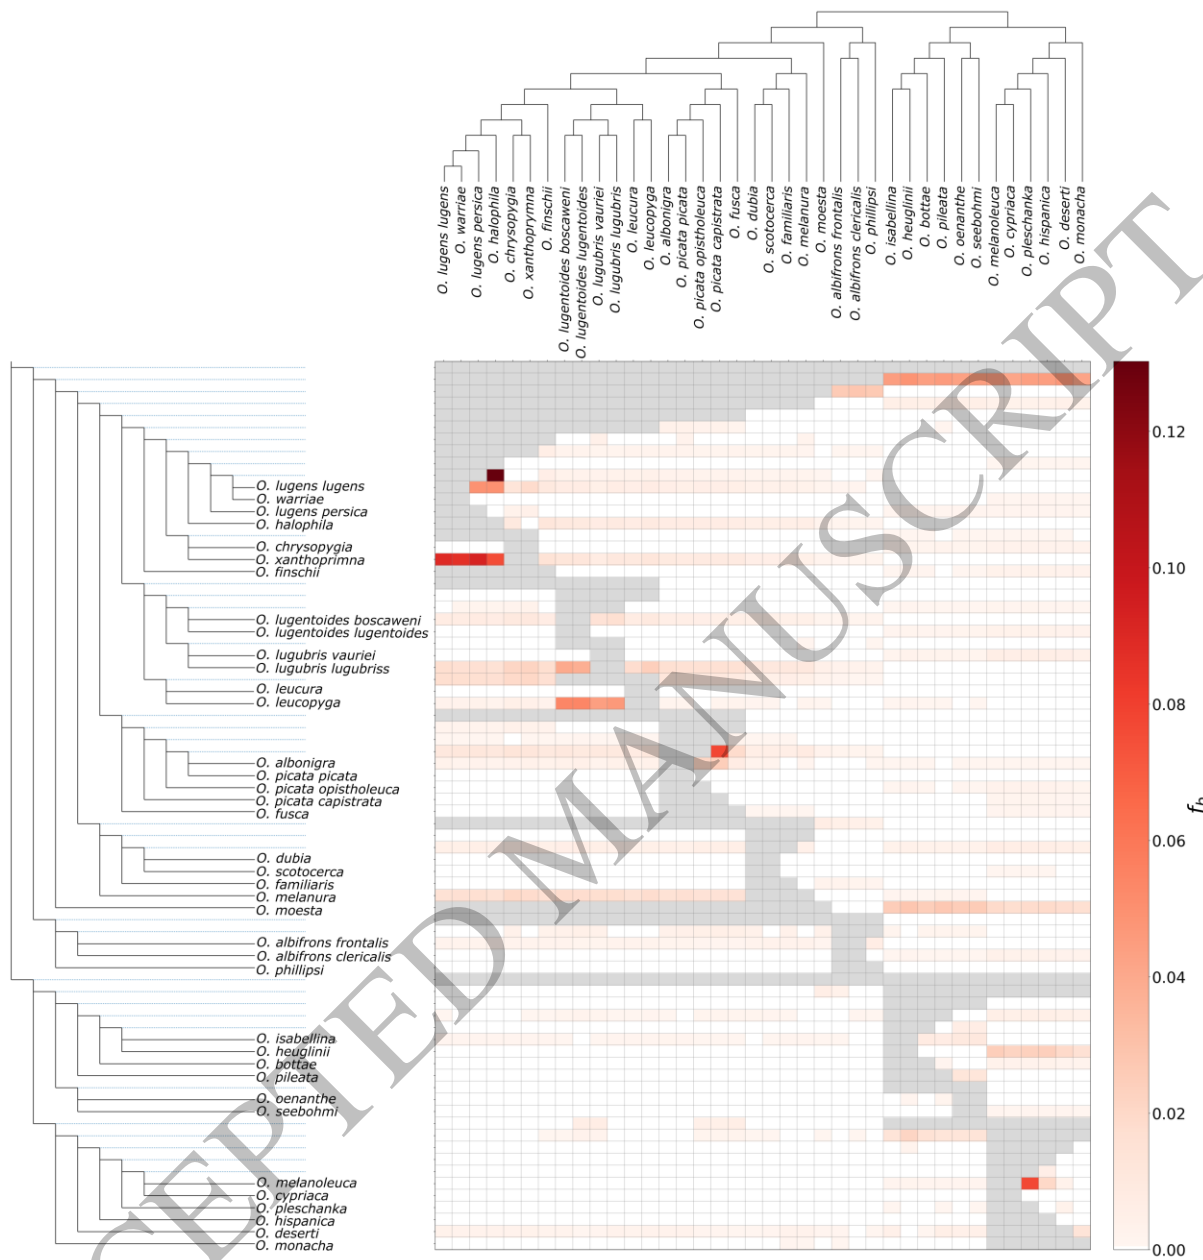 O. lugens lugens
O. warriae
O. lugens persica
O. halophila
O. chrysopygia
O. xanthopymna
O. finschii
O. lugentoides boscaweni
O. lugentoides lugentoides
O. lugubris vauriei
O. lugubris lugubris
O. leucura
O. leucopyga
O. albonigra
O. picata picata
O. picata opistholeuca
O. picata capistrata
O. fusca
O. dubia
O. scotocerca
O. familiaris
O. melanura
O. moesta
O. albifrons frontalis
O. albifrons clericalis
O. phillipsi
O. isabellina
O. heuglinii
O. bottae
O. pileata
O. oenanthe
O. seebohmi
O. melanoleuca
O. cypriaca
O. pleschanka
O. hispanica
O. deserti
O. monacha
O. lugens lugens
O. warriae
O. lugens persica
O. halophila
O. chrysopygia
O. xanthoprimna
O. finschii
O. lugentoides boscaweni
O. lugentoides lugentoides
O. lugubris vauriei
O. lugubris lugubriss
O. leucura
O. leucopyga
O. albonigra
O. picata picata
O. picata opistholeuca
O. picata capistrata
O. fusca
O. dubia
O. scotocerca
O. familiaris
O. melanura
O. moesta
O. albifrons frontalis
O. albifrons clericalis
O. phillipsi
O. isabellina
O. heuglinii
O. bottae
O. pileata
O. oenanthe
O. seebohmi
O. melanoleuca
O. cypriaca
O. pleschanka
O. hispanica
O. deserti
O. monacha
0.12
0.10
0.08
0.06
0.04
0.02
0.00
fb
CEPTED MANUSCRIPT